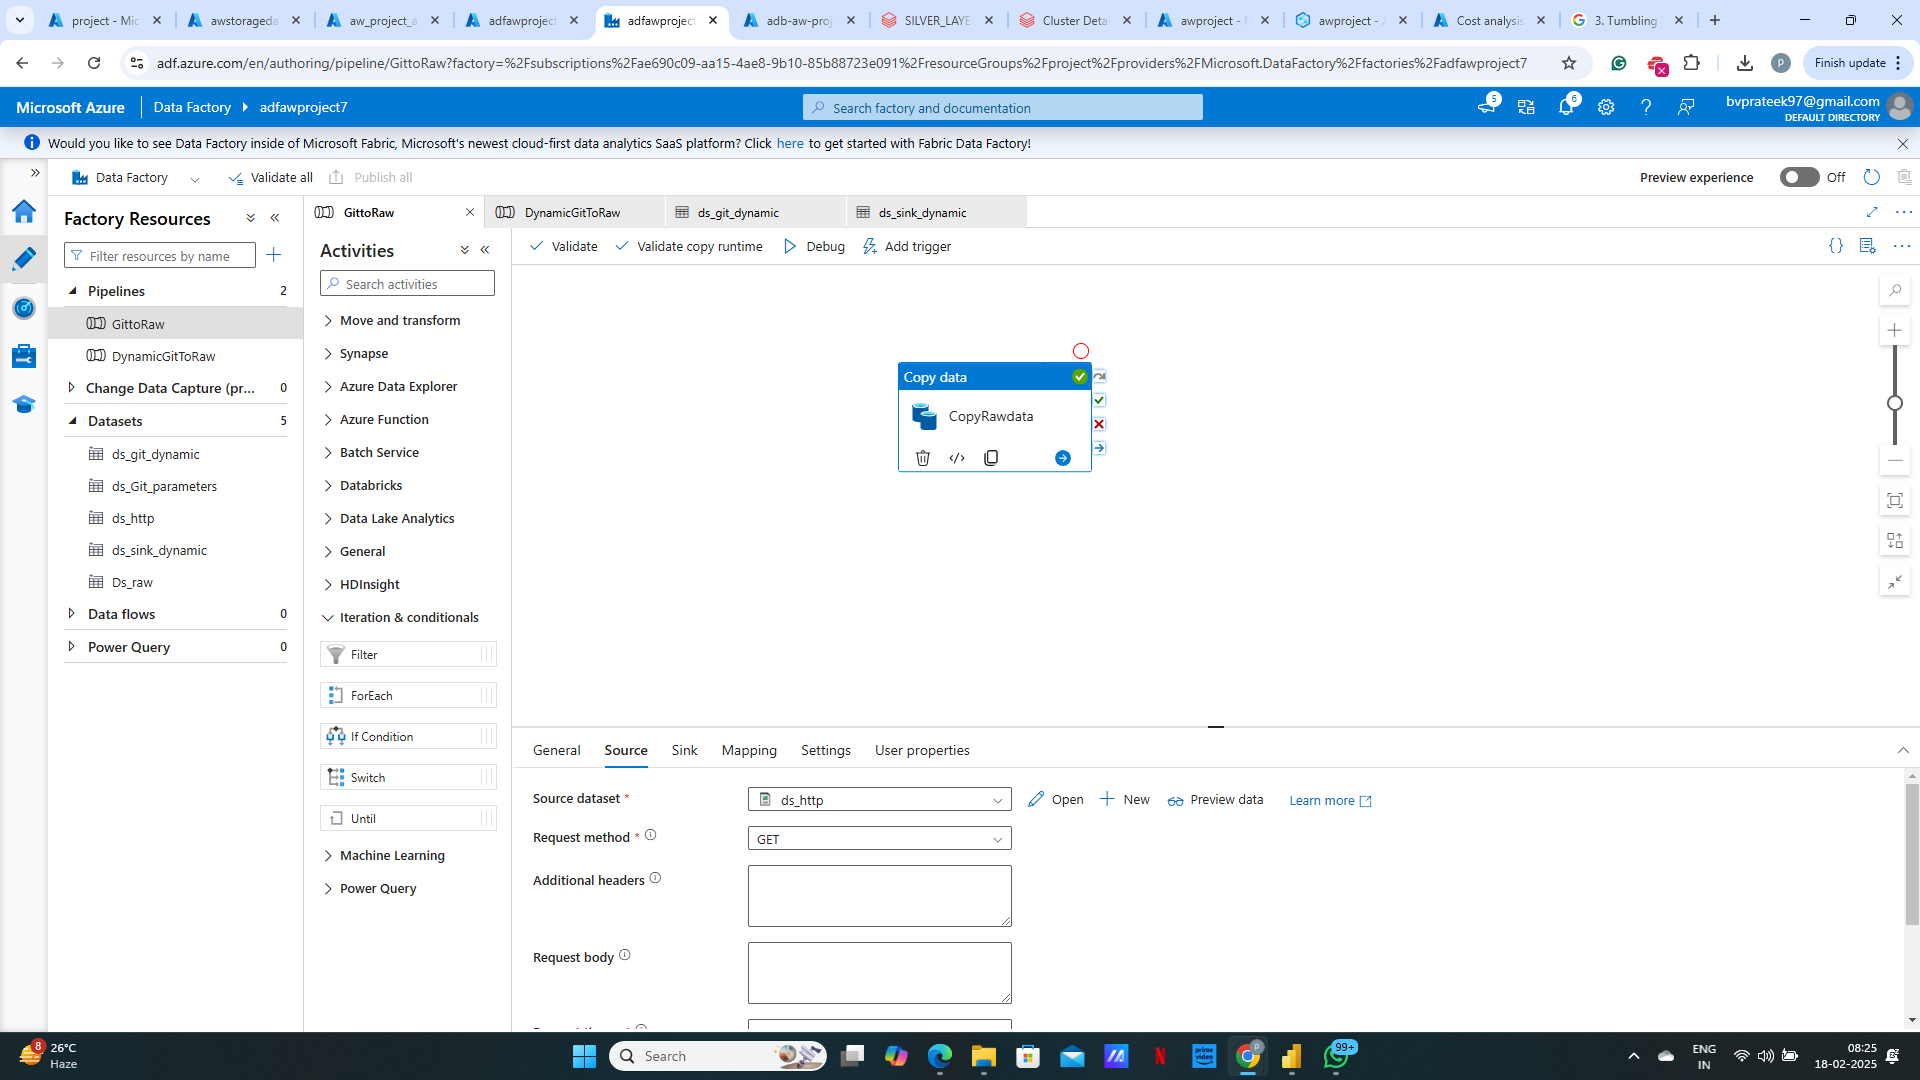 project - Mic
awstorageda
aw_project_a
adfawproject
adfawproject
adb-aw-proj
SILVER_LAYE
Cluster Deta
awproject - M
awproject - A
Cost analysis
3. Tumbling
adf.azure.com/en/authoring/pipeline/GittoRaw?factory=%2Fsubscriptions%2Fae690c09-aa15-4ae8-9b10-85b88723e091%2FresourceGroups%2Fproject%2Fproviders%2FMicrosoft.DataFactory%2Ffactories%2Fadfawproject7
p
Finish update
Microsoft Azure
Data Factory
adfawproject7
Search factory and documentation
5
6
bvprateek97@gmail.com
DEFAULT DIRECTORY
Would you like to see Data Factory inside of Microsoft Fabric, Microsoft's newest cloud-first data analytics SaaS platform? Click here to get started with Fabric Data Factory!
Data Factory
Validate all
Publish all
Preview experience
Off
Factory Resources
Filter resources by name
Pipelines 2
GittoRaw
DynamicGitToRaw
Change Data Capture (pr... 0
Datasets 5
ds_git_dynamic
ds_Git_parameters
ds_http
ds_sink_dynamic
Ds_raw
Data flows 0
Power Query 0
GittoRaw
DynamicGitToRaw
ds_git_dynamic
ds_sink_dynamic
Activities
Search activities
Move and transform
Synapse
Azure Data Explorer
Azure Function
Batch Service
Databricks
Data Lake Analytics
General
HDInsight
Iteration & conditionals
Filter
ForEach
If Condition
Switch
Until
Machine Learning
Power Query
Validate
Validate copy runtime
Debug
Add trigger
Copy data
CopyRawdata
General
Source
Sink
Mapping
Settings
User properties
Source dataset *
ds_http
Open
New
Preview data
Learn more
Request method *
GET
Additional headers
Request body
8
26°C
Haze
Search
prime video
p
99+
ENG
IN
08:25
18-02-2025